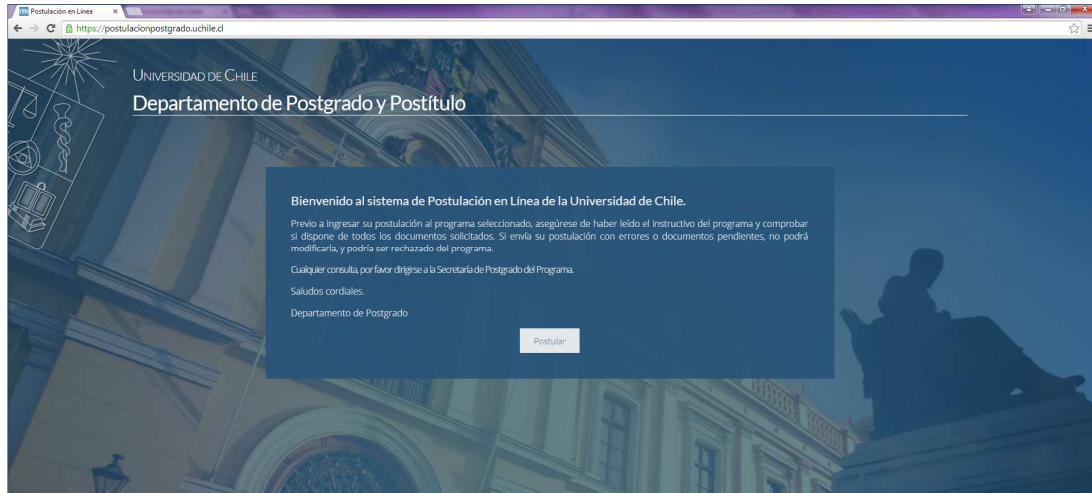 Postulación en Línea
https://postulacionpostgrado.uchile.cl
UNIVERSIDAD DE CHILE
Departamento de Postgrado y Postítulo
Bienvenido al sistema de Postulación en Línea de la Universidad de Chile.
Previo a ingresar su postulación al programa seleccionado, asegúrese de haber leído el instructivo del programa y comprobar
si dispone de todos los documentos solicitados. Si envía su postulación con errores o documentos pendientes, no podrá
modificarla, y podría ser rechazado del programa.
Cualquier consulta, por favor dirigirse a la Secretaría de Postgrado del Programa.
Saludos cordiales.
Departamento de Postgrado
Postular